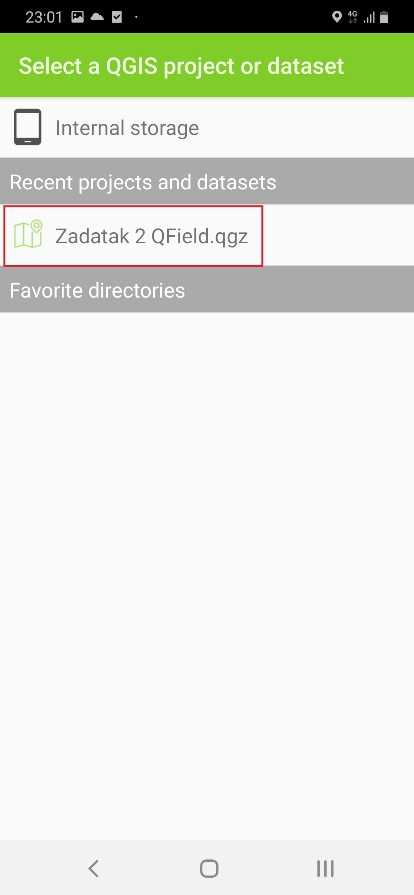 23:01
4G
Select a QGIS project or dataset
Internal storage
Recent projects and datasets
Zadatak 2 QField.qgz
Favorite directories